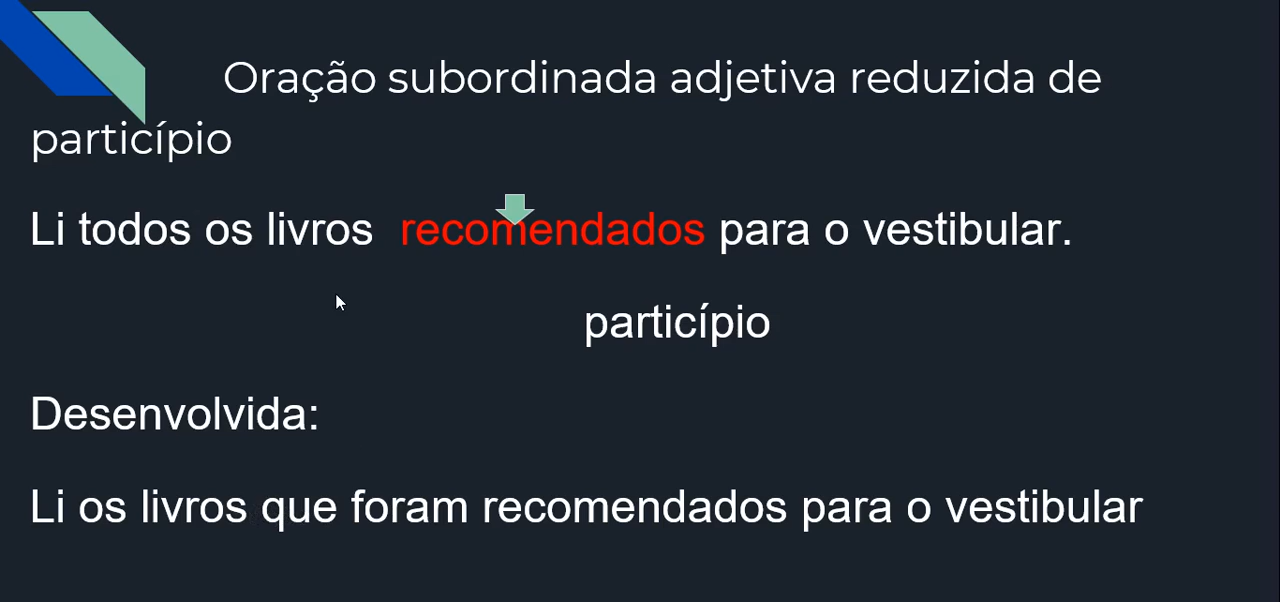 Oração subordinada adjetiva reduzida de
particípio
Li todos os livros recomendados para o vestibular.
particípio
Desenvolvida:
Li os livros que foram recomendados para o vestibular